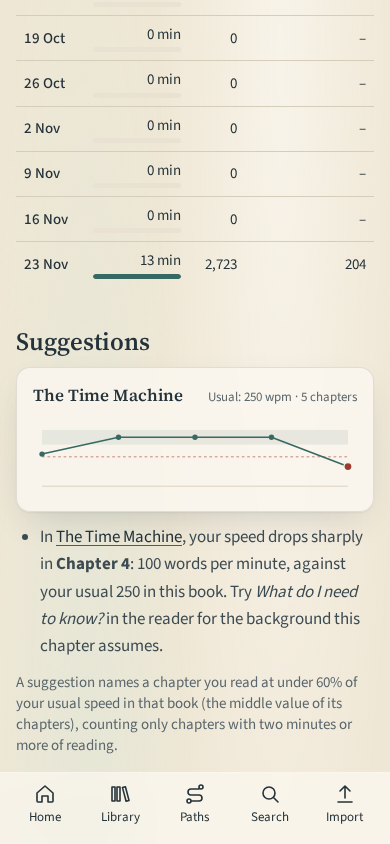 19 Oct 0 min 0 –
26 Oct 0 min 0 –
2 Nov 0 min 0 –
9 Nov 0 min 0 –
16 Nov 0 min 0 –
23 Nov 13 min 2,723 204
Suggestions
The Time Machine Usual: 250 wpm · 5 chapters
• In The Time Machine, your speed drops sharply
in Chapter 4: 100 words per minute, against
your usual 250 in this book. Try What do I need
to know? in the reader for the background this
chapter assumes.
A suggestion names a chapter you read at under 60% of
your usual speed in that book (the middle value of its
chapters), counting only chapters with two minutes or
more of reading.
Home Library Paths Search Import